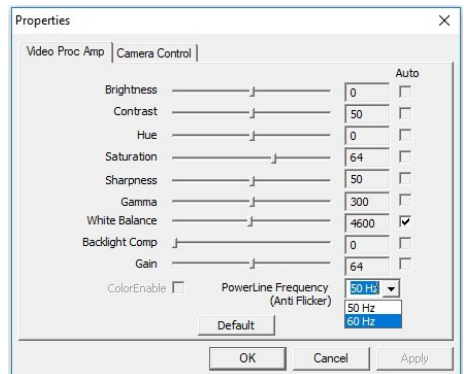 Properties
Video Proc Amp Camera Control
Auto
Brightness 0
Contrast 50
Hue 0
Saturation 64
Sharpness 50
Gamma 300
White Balance 4600
Backlight Comp 0
Gain 64
ColorEnable PowerLine Frequency 50 Hz
(Anti Flicker)
50 Hz
60 Hz
Default
OK Cancel Apply